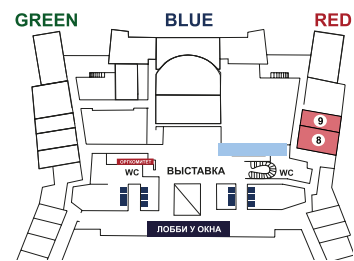 GREEN BLUE RED
9
8
ОРГКОМИТЕТ
WC ВЫСТАВКА WC
ЛОББИ У ОКНА